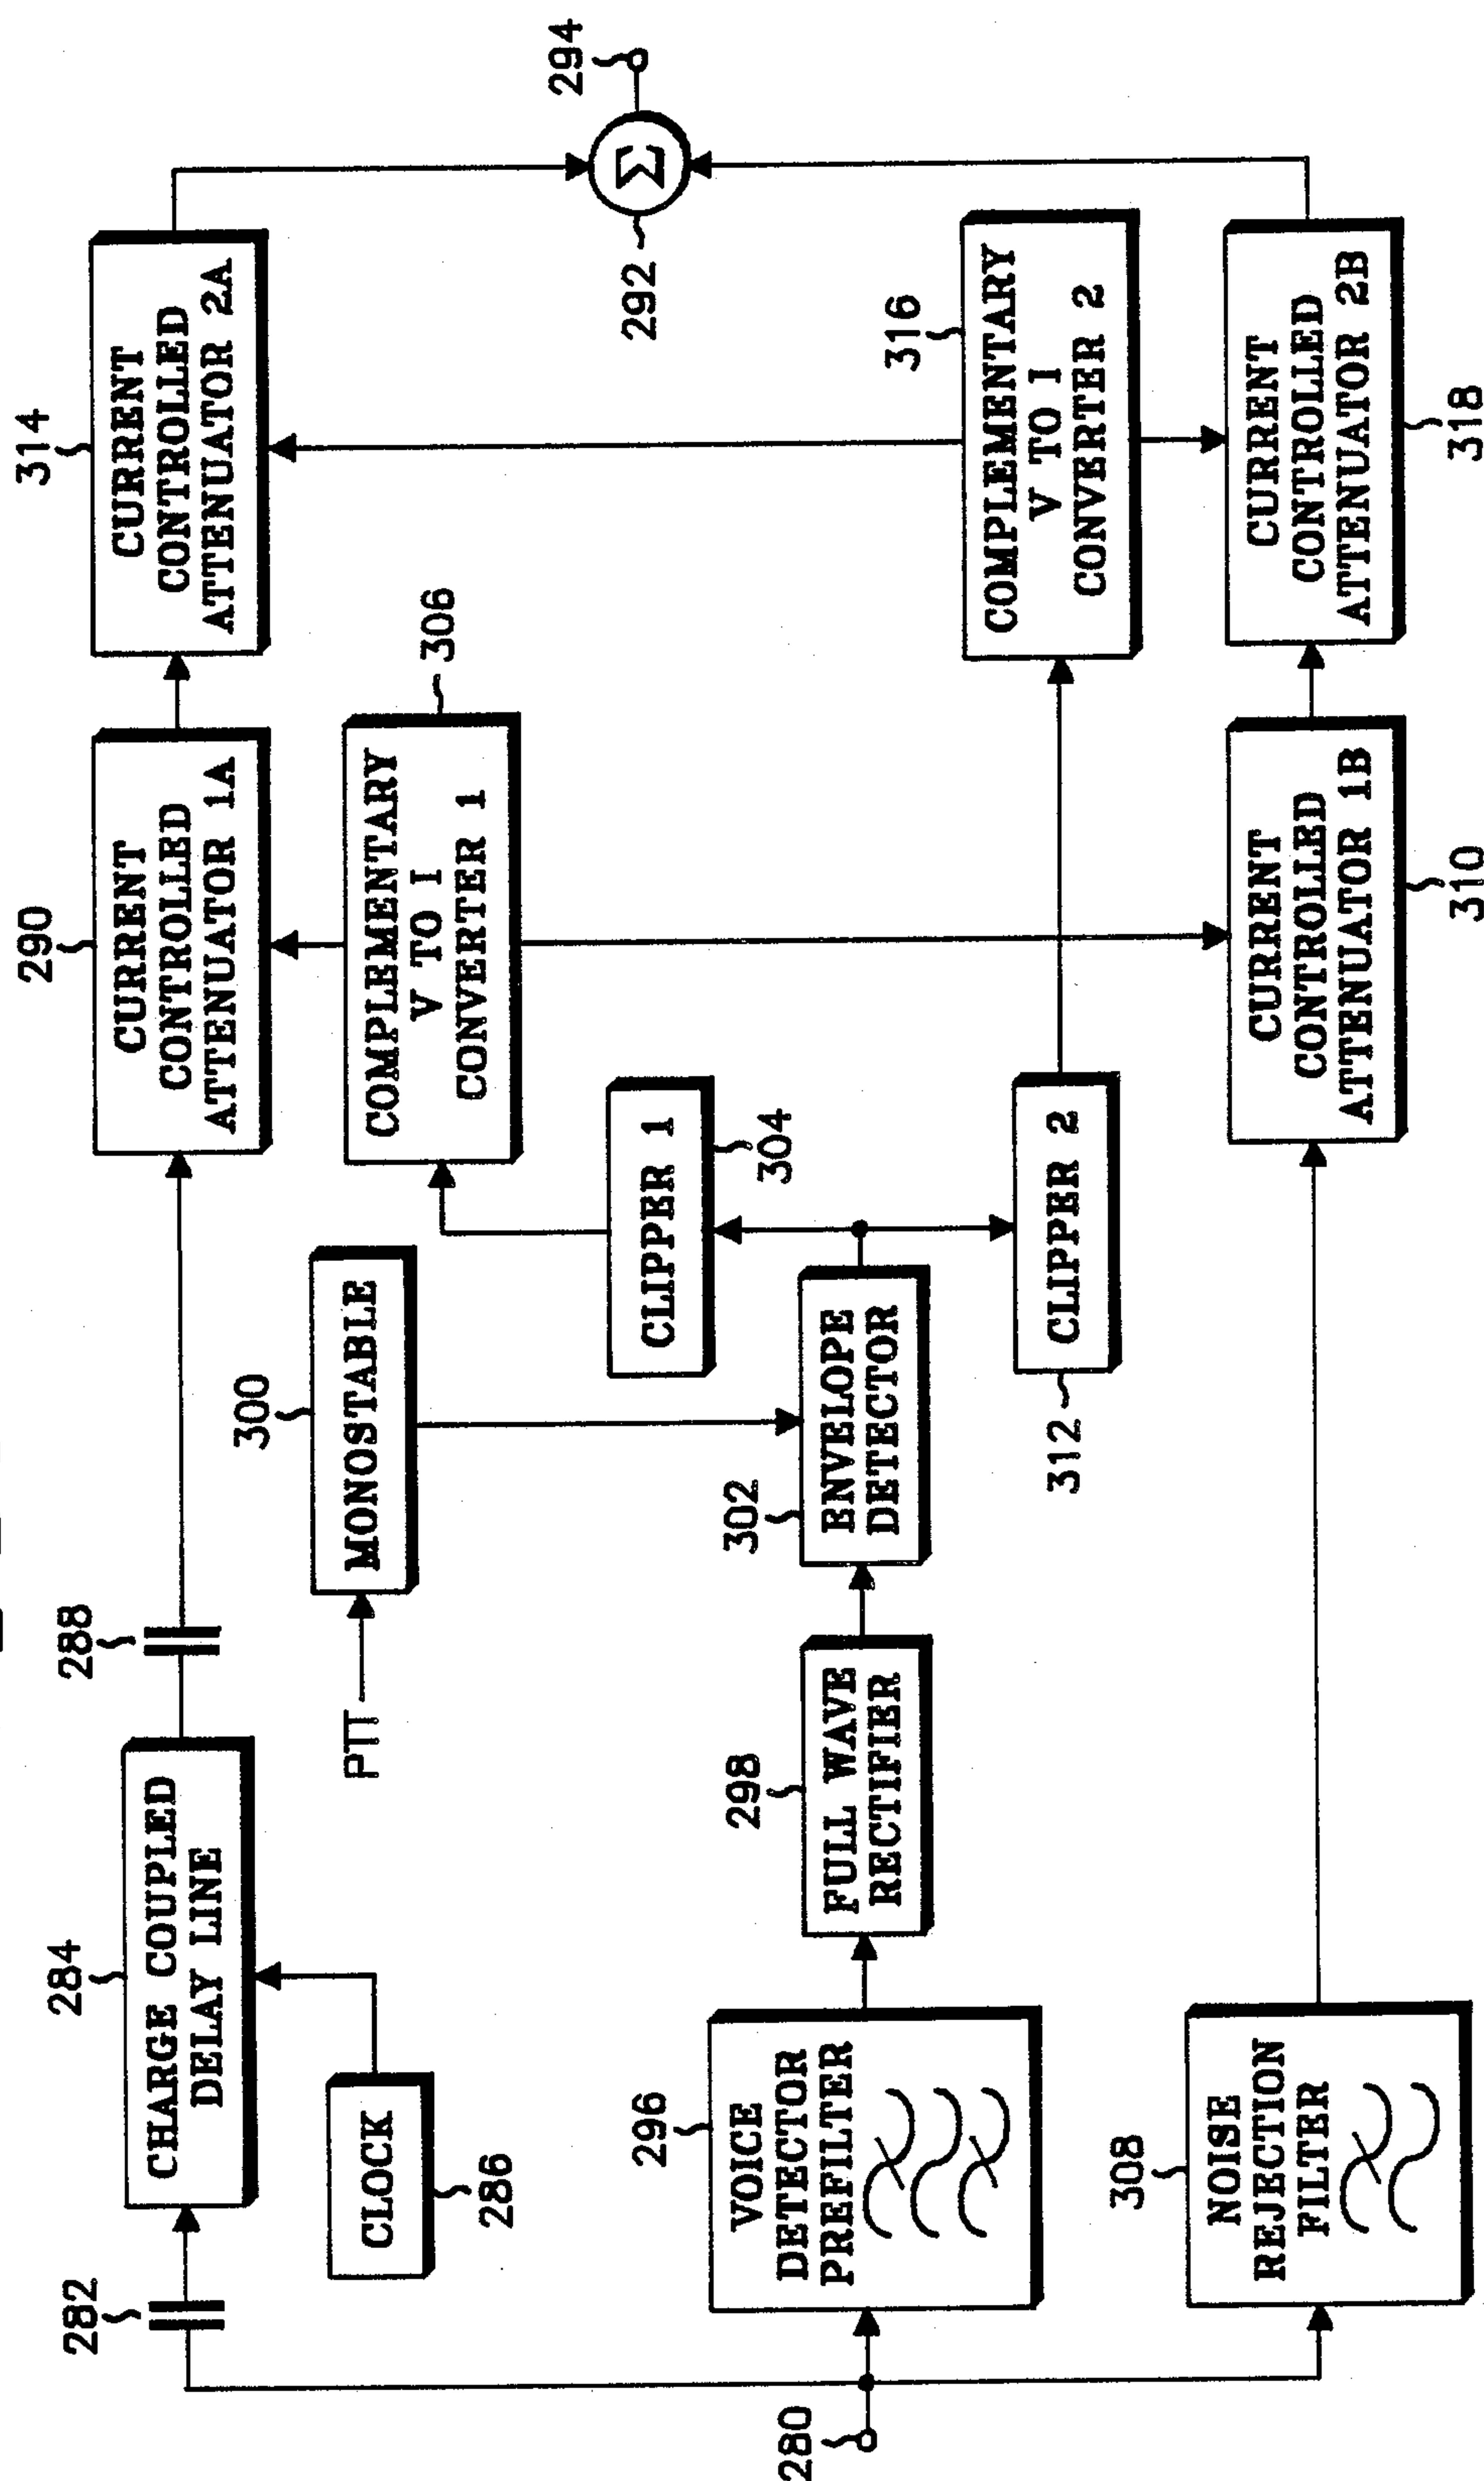 314
CURRENT
CONTROLLED
ATTENUATOR 2A
290
CURRENT
CONTROLLED
ATTENUATOR 1A
288
284
CHARGE COUPLED
DELAY LINE
282
CLOCK
286
PTT
300
MONOSTABLE
306
COMPLEMENTARY
V TO I
CONVERTER 1
CLIPPER 1
304
294
Σ
292
280
296
VOICE
DETECTOR
PREFILTER
298
FULL WAVE
RECTIFIER
302
ENVELOPE
DETECTOR
CLIPPER 2
312
316
COMPLEMENTARY
V TO I
CONVERTER 2
308
NOISE
REJECTION
FILTER
CURRENT
CONTROLLED
ATTENUATOR 1B
310
CURRENT
CONTROLLED
ATTENUATOR 2B
318